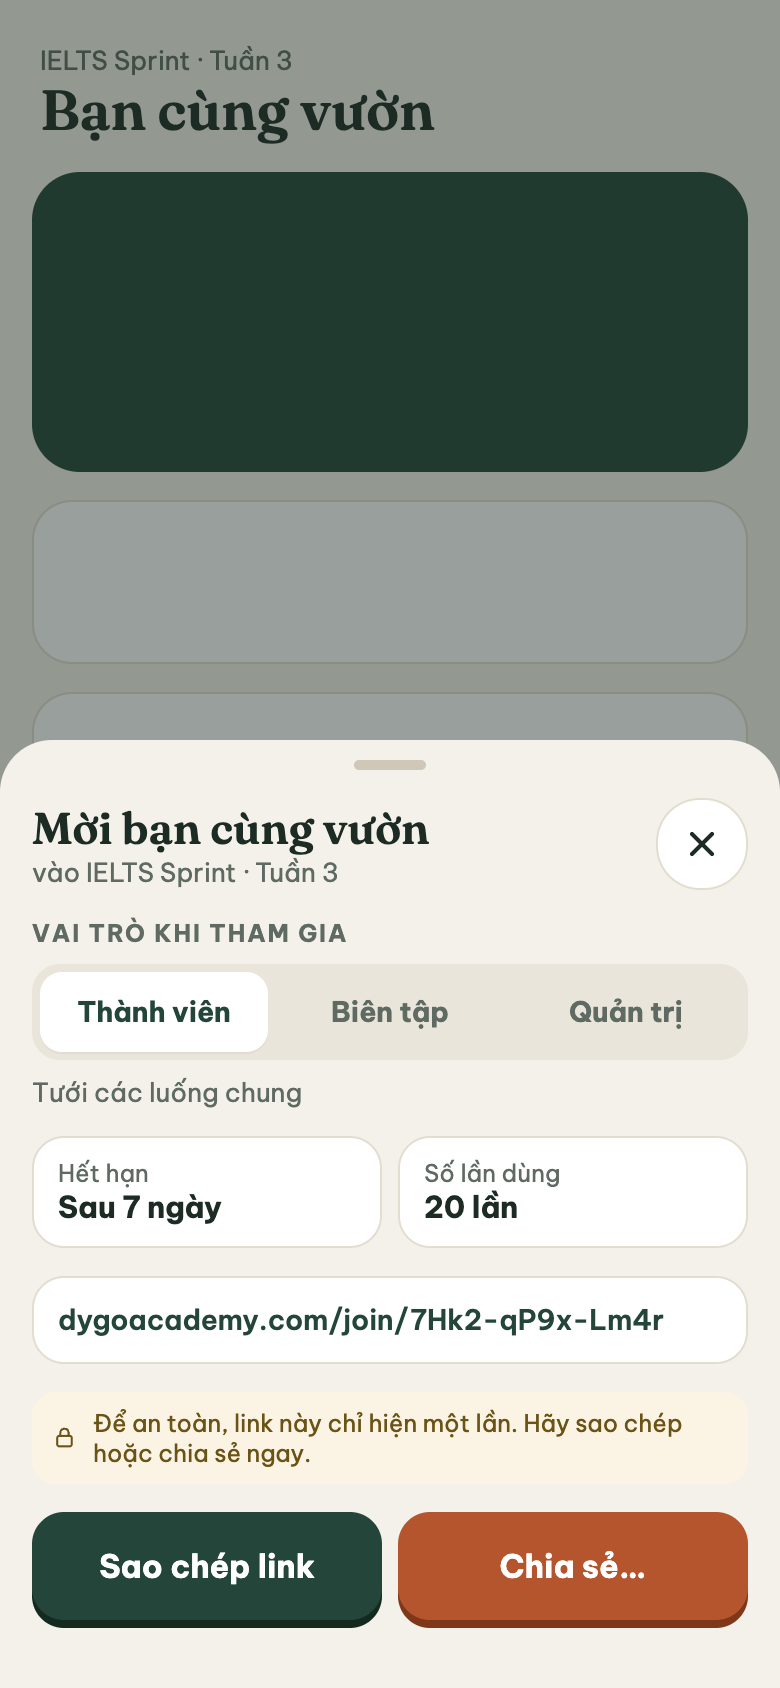 IELTS Sprint · Tuần 3
Bạn cùng vườn
Mời bạn cùng vườn
vào IELTS Sprint · Tuần 3
VAI TRÒ KHI THAM GIA
Thành viên
Biên tập
Quản trị
Tưới các luống chung
Hết hạn
Số lần dùng
Sau 7 ngày
20 lần
dygoacademy.com/join/7Hk2-qP9x-Lm4r
Để an toàn, link này chỉ hiện một lần. Hãy sao chép
hoặc chia sẻ ngay.
Sao chép link
Chia sẻ...